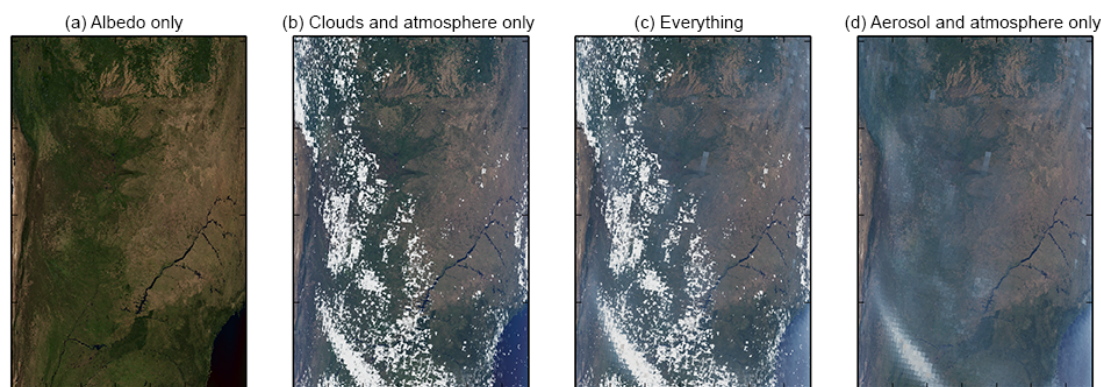 (a) Albedo only
(b) Clouds and atmosphere only
(c) Everything
(d) Aerosol and atmosphere only